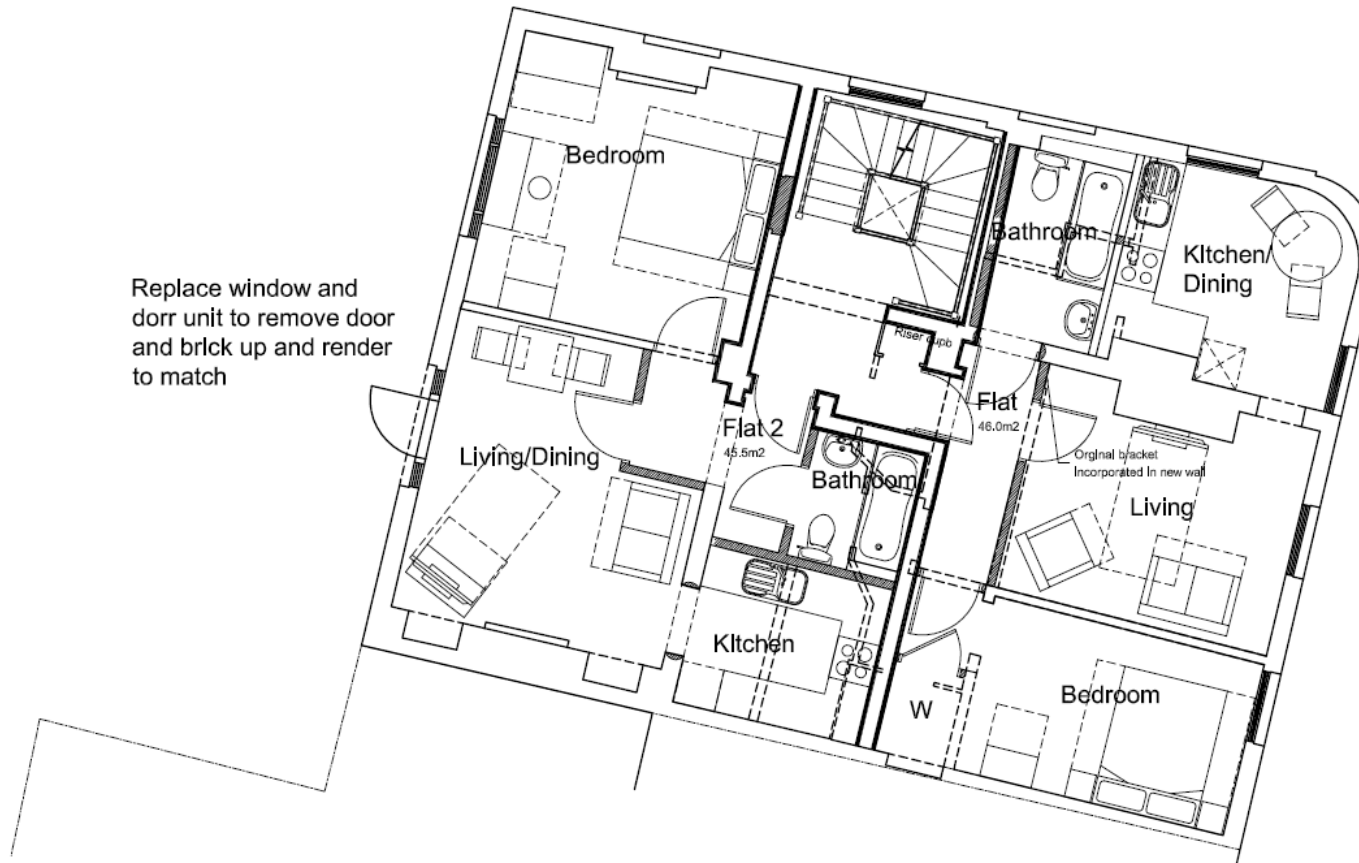 Bedroom
Bathroom
KItchen/
Dining
Replace window and
dorr unit to remove door
and brIck up and render
to match
Riser cupb
Flat
46.0m2
Flat 2
45.5m2
Living/Dining
Bathroom
OrgInal bracket
Incorporated In new wall
Living
KItchen
Bedroom
W